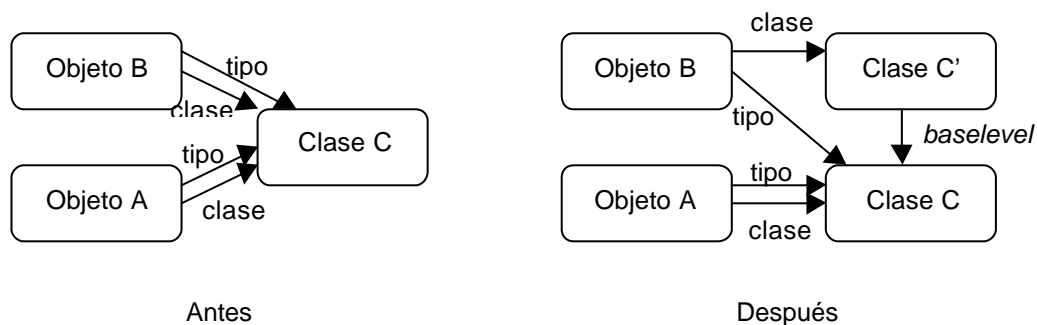 Objeto B
tipo
clase
Clase C
tipo
Objeto A
clase
Antes
clase
Objeto B
Clase C’
tipo
baselevel
tipo
Objeto A
Clase C
clase
Después